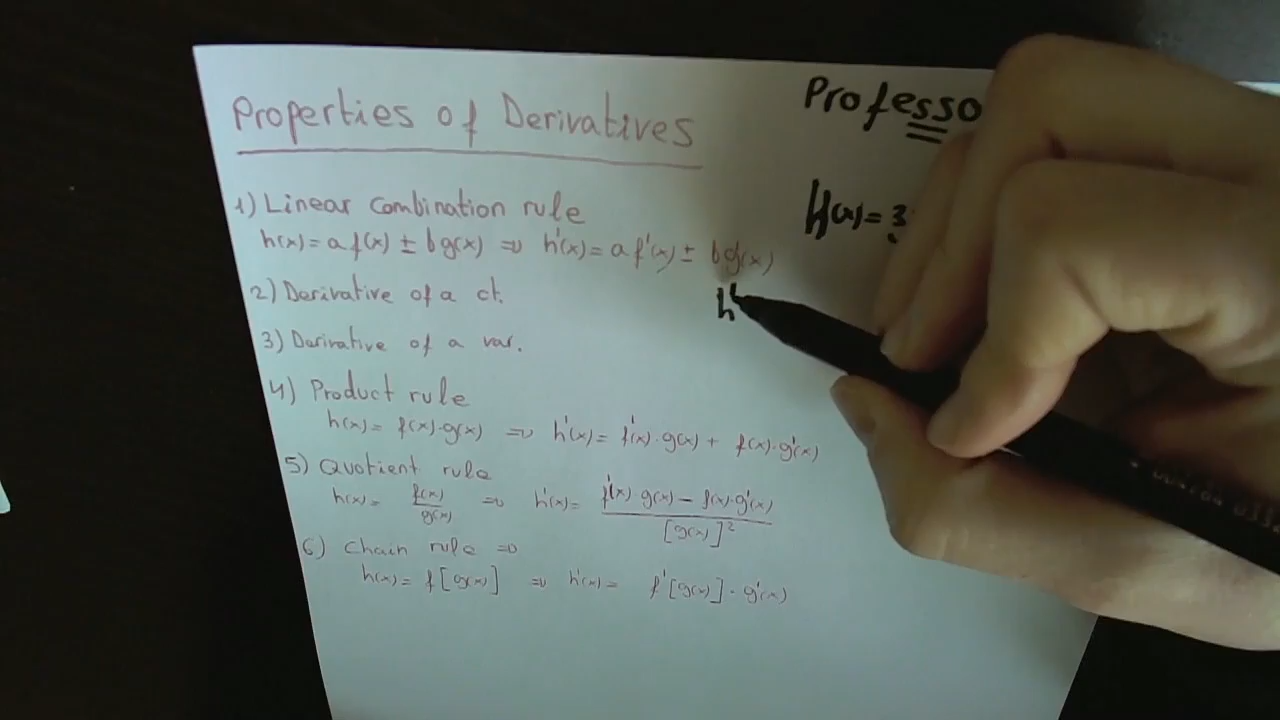 Properties of Derivatives
Professo
1) Linear Combination rule
h(x) = 3
h(x) = a f(x) ± b g(x) ⇒ h'(x) = a f'(x) ± b g'(x)
2) Derivative of a ct.
h'
3) Derivative of a var.
4) Product rule
h(x) = f(x)·g(x) ⇒ h'(x) = f'(x)·g(x) + f(x)·g'(x)
5) Quotient rule
h(x) = f(x)/g(x) ⇒ h'(x) = f'(x)·g(x) − f(x)·g'(x) / [g(x)]²
6) Chain rule ⇒
h(x) = f[g(x)] ⇒ h'(x) = f'[g(x)]·g'(x)